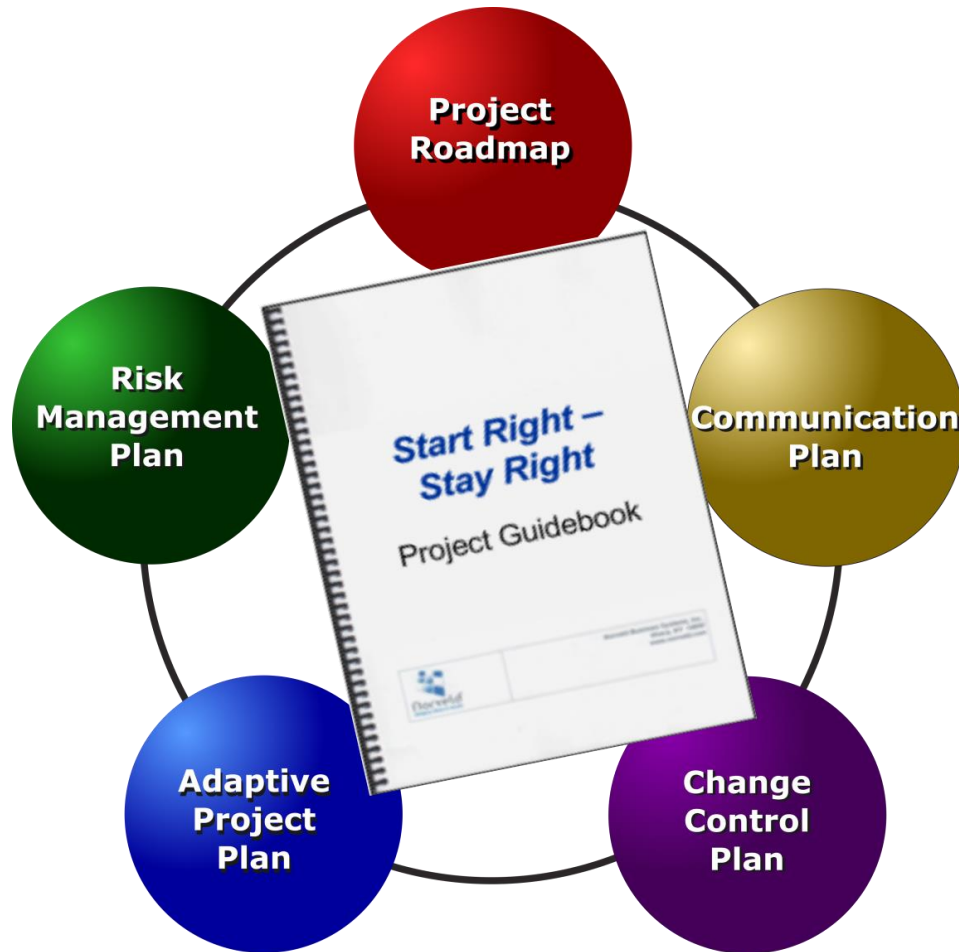 Project
Roadmap
Risk
Management
Plan
Communication
Plan
Start Right –
Stay Right
Project Guidebook
Adaptive
Project
Plan
Change
Control
Plan